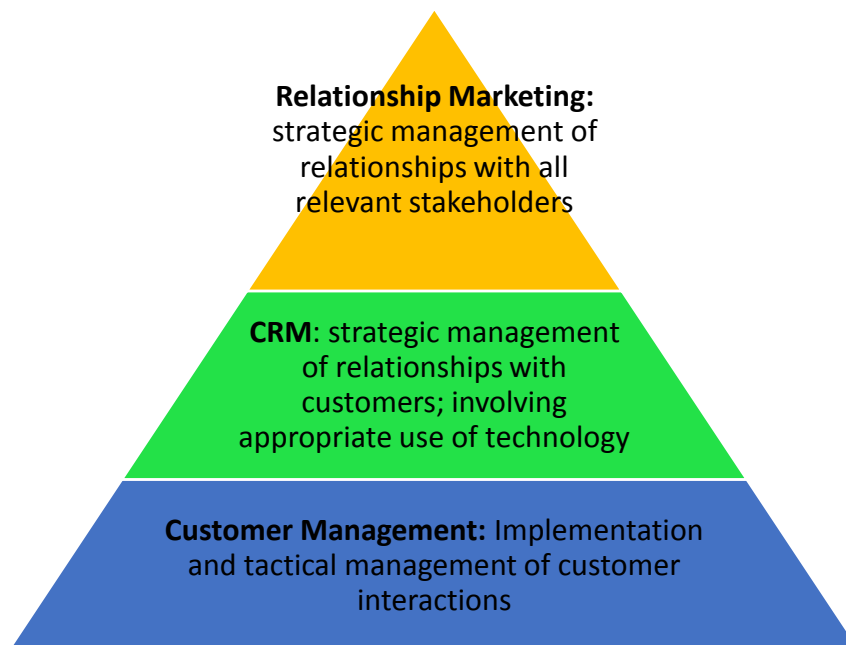 Relationship Marketing:
strategic management of
relationships with all
relevant stakeholders
CRM: strategic management
of relationships with
customers; involving
appropriate use of technology
Customer Management: Implementation
and tactical management of customer
interactions